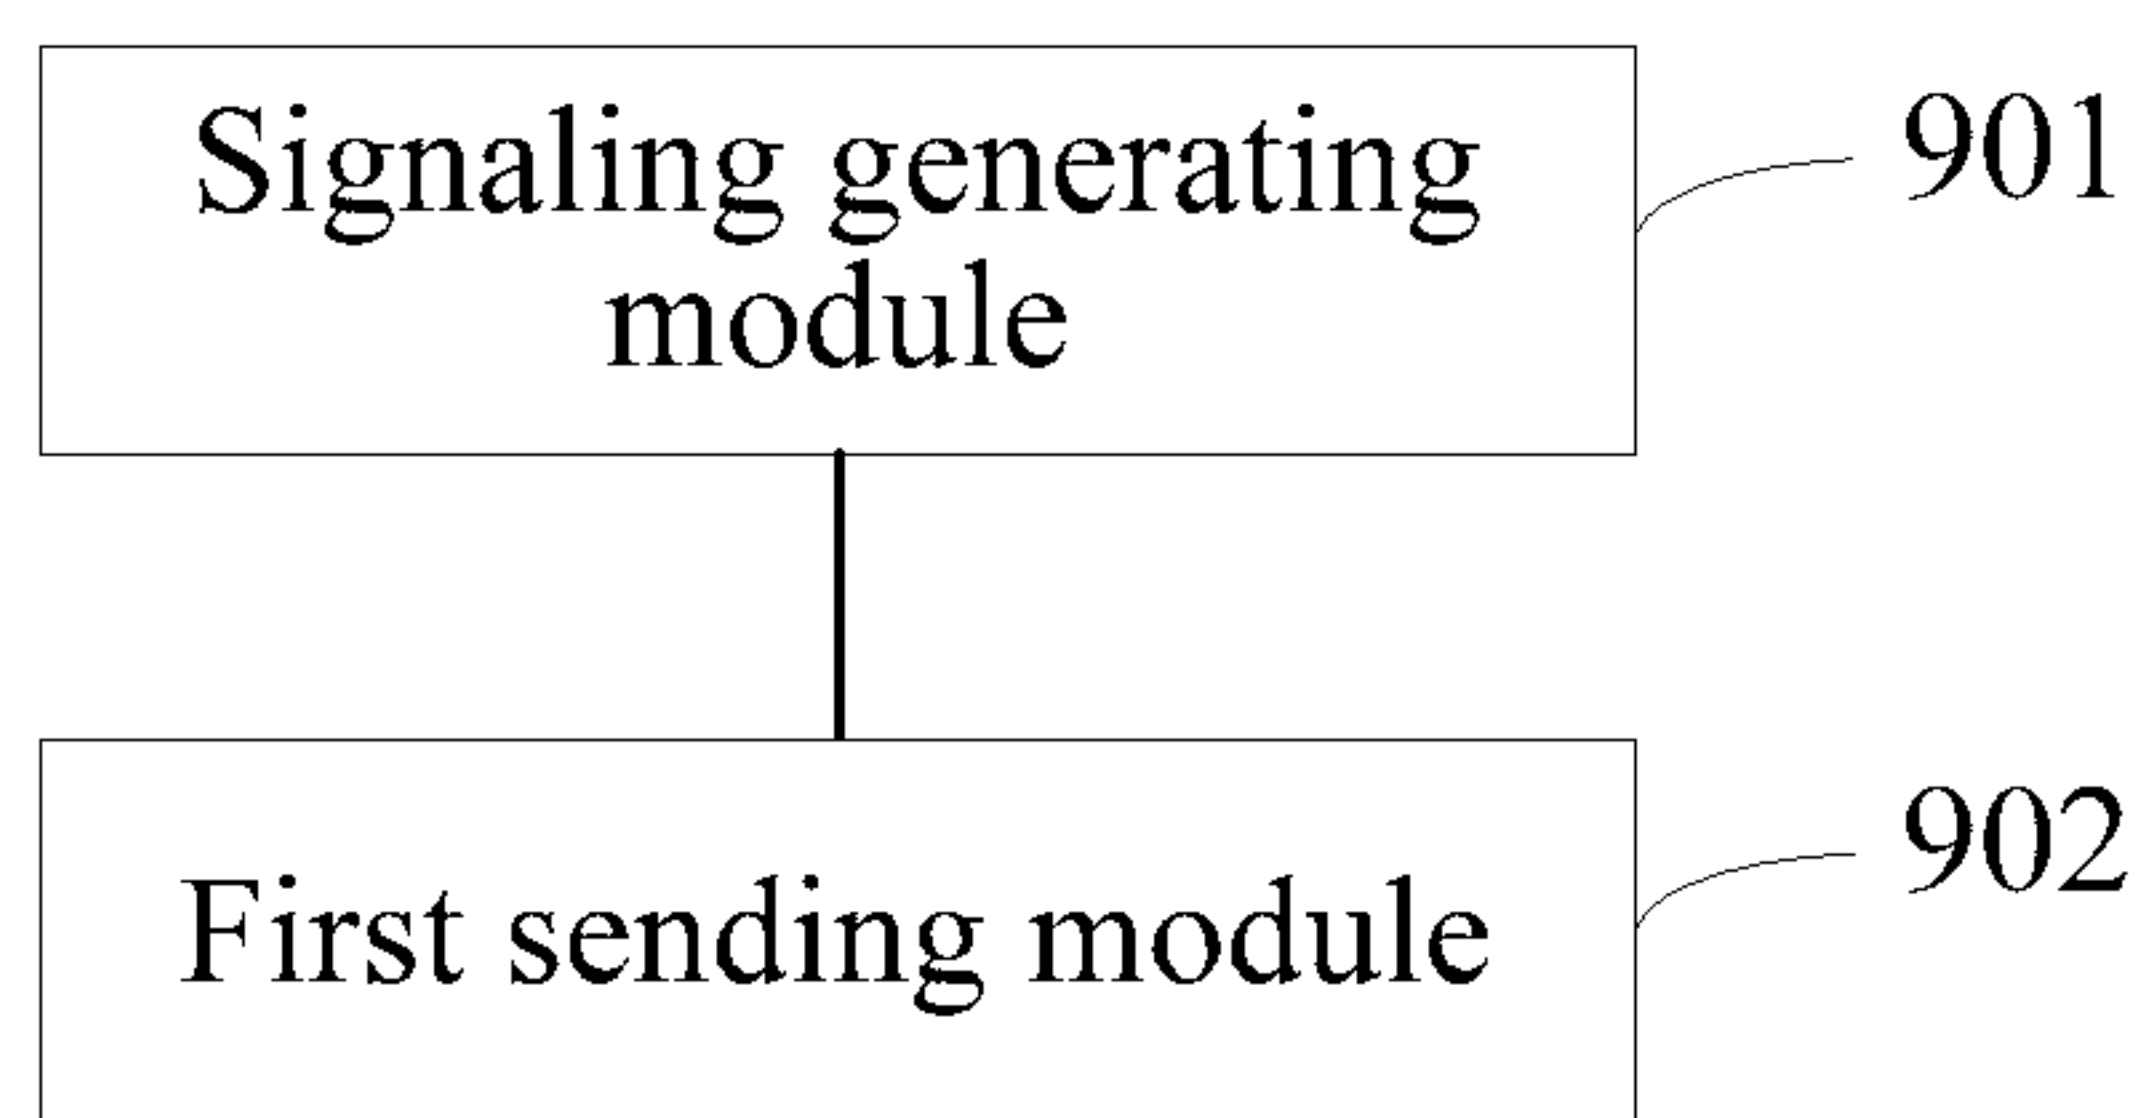 Signaling generating
module
901
First sending module
902